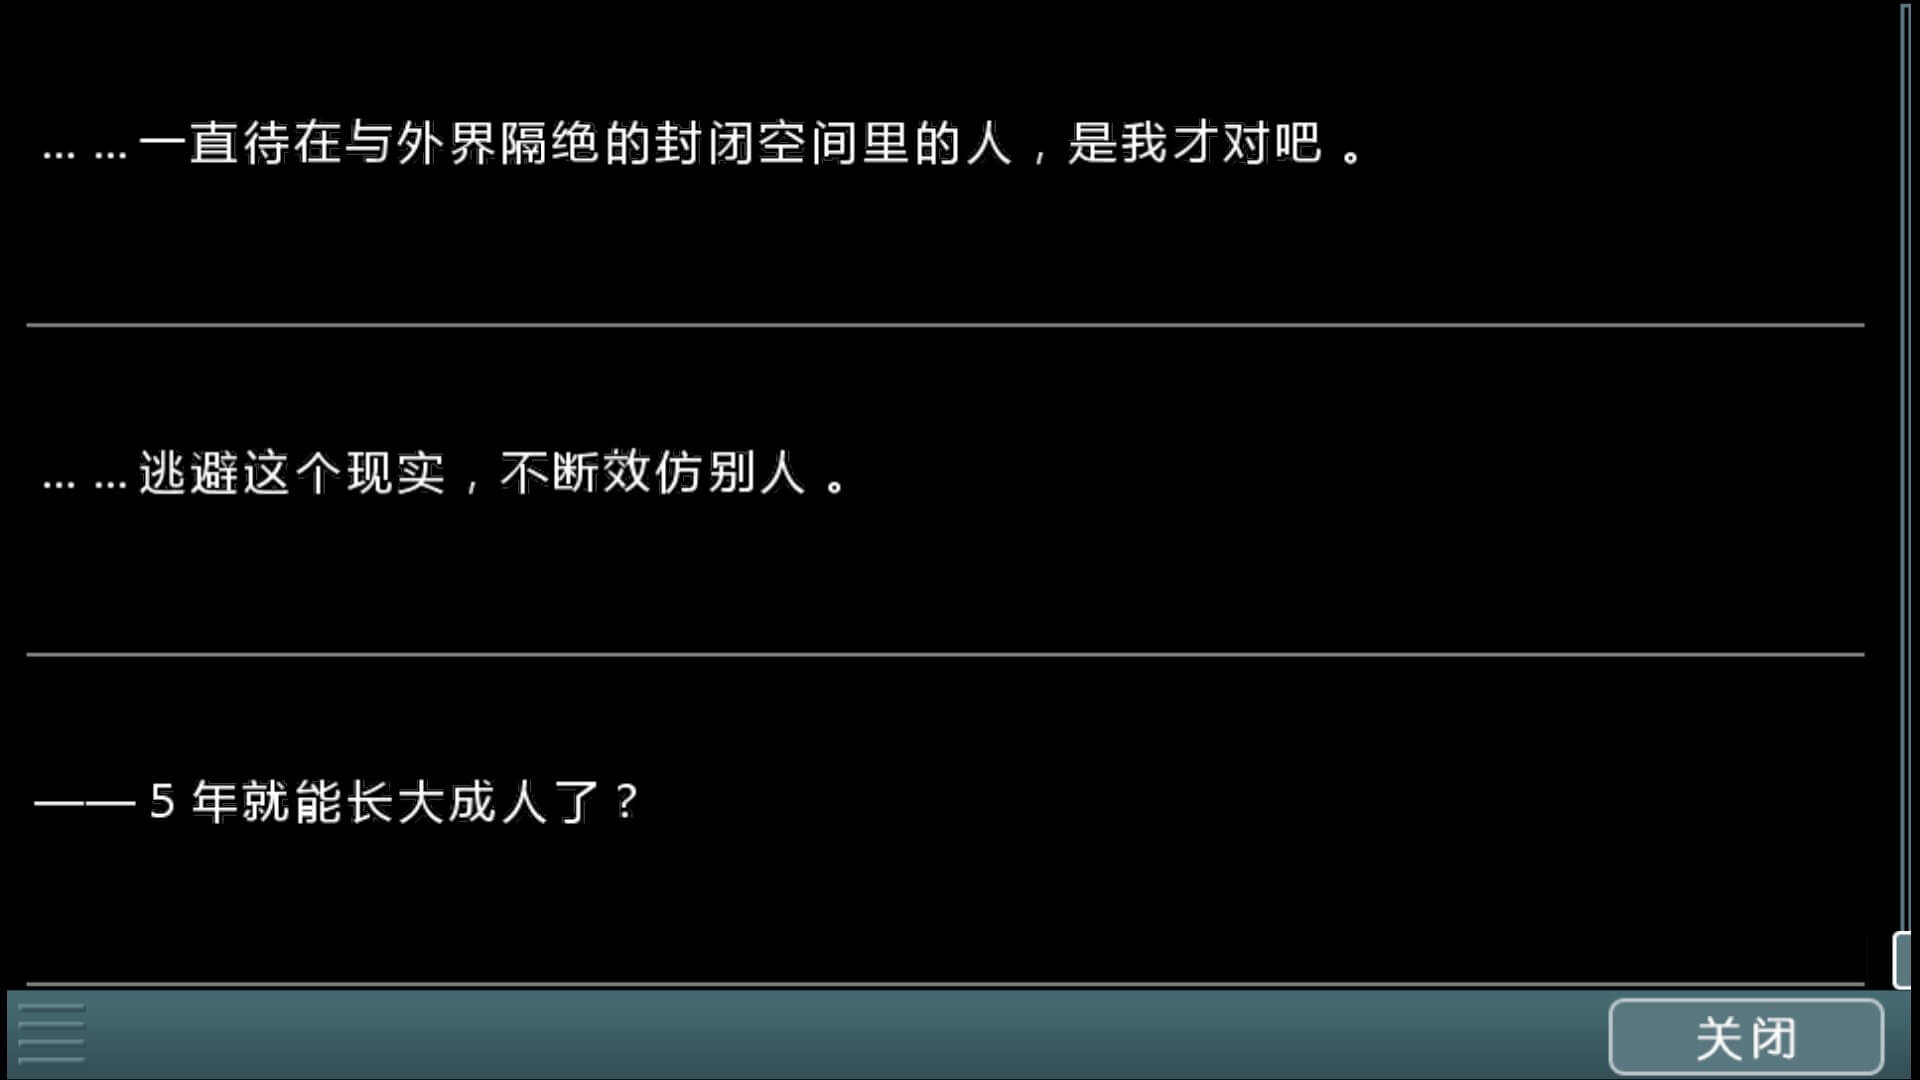 ……一直待在与外界隔绝的封闭空间里的人，是我才对吧。
……逃避这个现实，不断效仿别人。
——5年就能长大成人了？
关闭